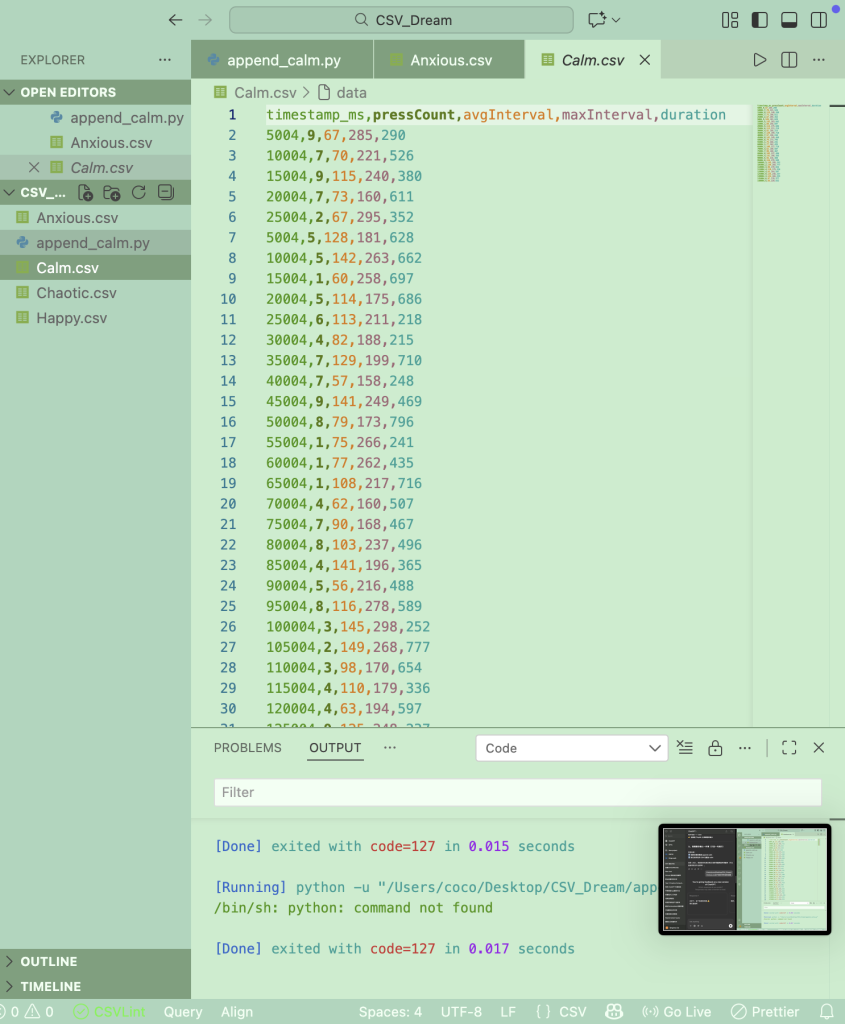 CSV_Dream
EXPLORER
OPEN EDITORS
append_calm.py
Anxious.csv
Calm.csv
CSV_...
Anxious.csv
append_calm.py
Calm.csv
Chaotic.csv
Happy.csv
OUTLINE
TIMELINE
append_calm.py
Anxious.csv
Calm.csv
Calm.csv > data
1 timestamp_ms,pressCount,avgInterval,maxInterval,duration
2 5004,9,67,285,290
3 10004,7,70,221,526
4 15004,9,115,240,380
5 20004,7,73,160,611
6 25004,2,67,295,352
7 5004,5,128,181,628
8 10004,5,142,263,662
9 15004,1,60,258,697
10 20004,5,114,175,686
11 25004,6,113,211,218
12 30004,4,82,188,215
13 35004,7,129,199,710
14 40004,7,57,158,248
15 45004,9,141,249,469
16 50004,8,79,173,796
17 55004,1,75,266,241
18 60004,1,77,262,435
19 65004,1,108,217,716
20 70004,4,62,160,507
21 75004,7,90,168,467
22 80004,8,103,237,496
23 85004,4,141,196,365
24 90004,5,56,216,488
25 95004,8,116,278,589
26 100004,3,145,298,252
27 105004,2,149,268,777
28 110004,3,98,170,654
29 115004,4,110,179,336
30 120004,4,63,194,597
PROBLEMS OUTPUT
Code
Filter
[Done] exited with code=127 in 0.015 seconds
[Running] python -u "/Users/coco/Desktop/CSV_Dream/app
/bin/sh: python: command not found
[Done] exited with code=127 in 0.017 seconds
0 0 CSVLint Query Align Spaces: 4 UTF-8 LF {} CSV Go Live Prettier